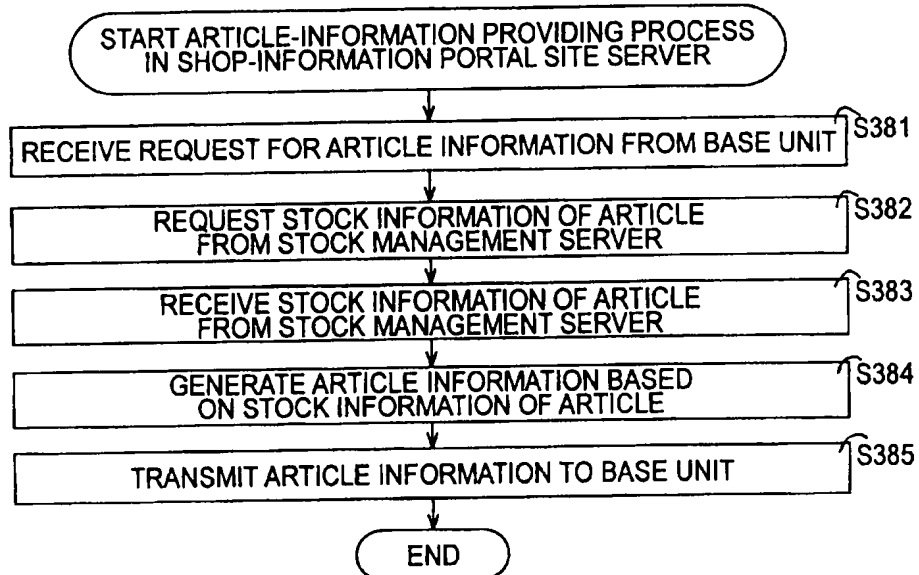 START ARTICLE-INFORMATION PROVIDING PROCESS
IN SHOP-INFORMATION PORTAL SITE SERVER
S381
RECEIVE REQUEST FOR ARTICLE INFORMATION FROM BASE UNIT
S382
REQUEST STOCK INFORMATION OF ARTICLE
FROM STOCK MANAGEMENT SERVER
S383
RECEIVE STOCK INFORMATION OF ARTICLE
FROM STOCK MANAGEMENT SERVER
S384
GENERATE ARTICLE INFORMATION BASED
ON STOCK INFORMATION OF ARTICLE
S385
TRANSMIT ARTICLE INFORMATION TO BASE UNIT
END